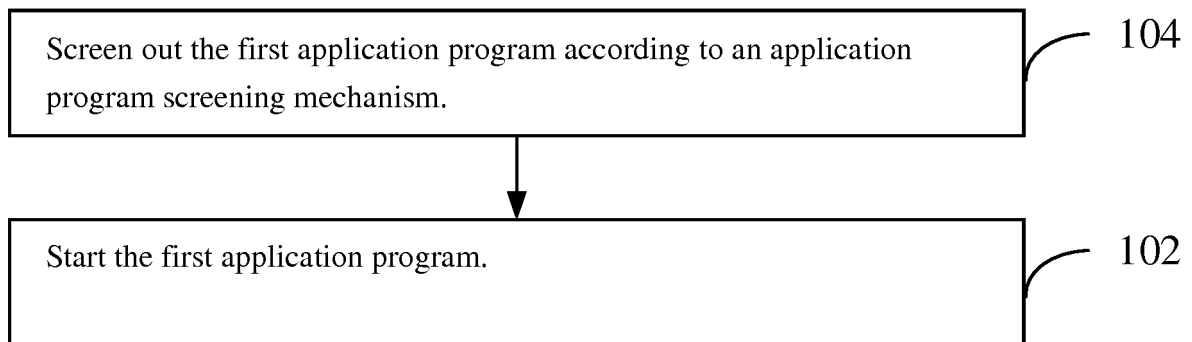 Screen out the first application program according to an application
program screening mechanism.
104
Start the first application program.
102